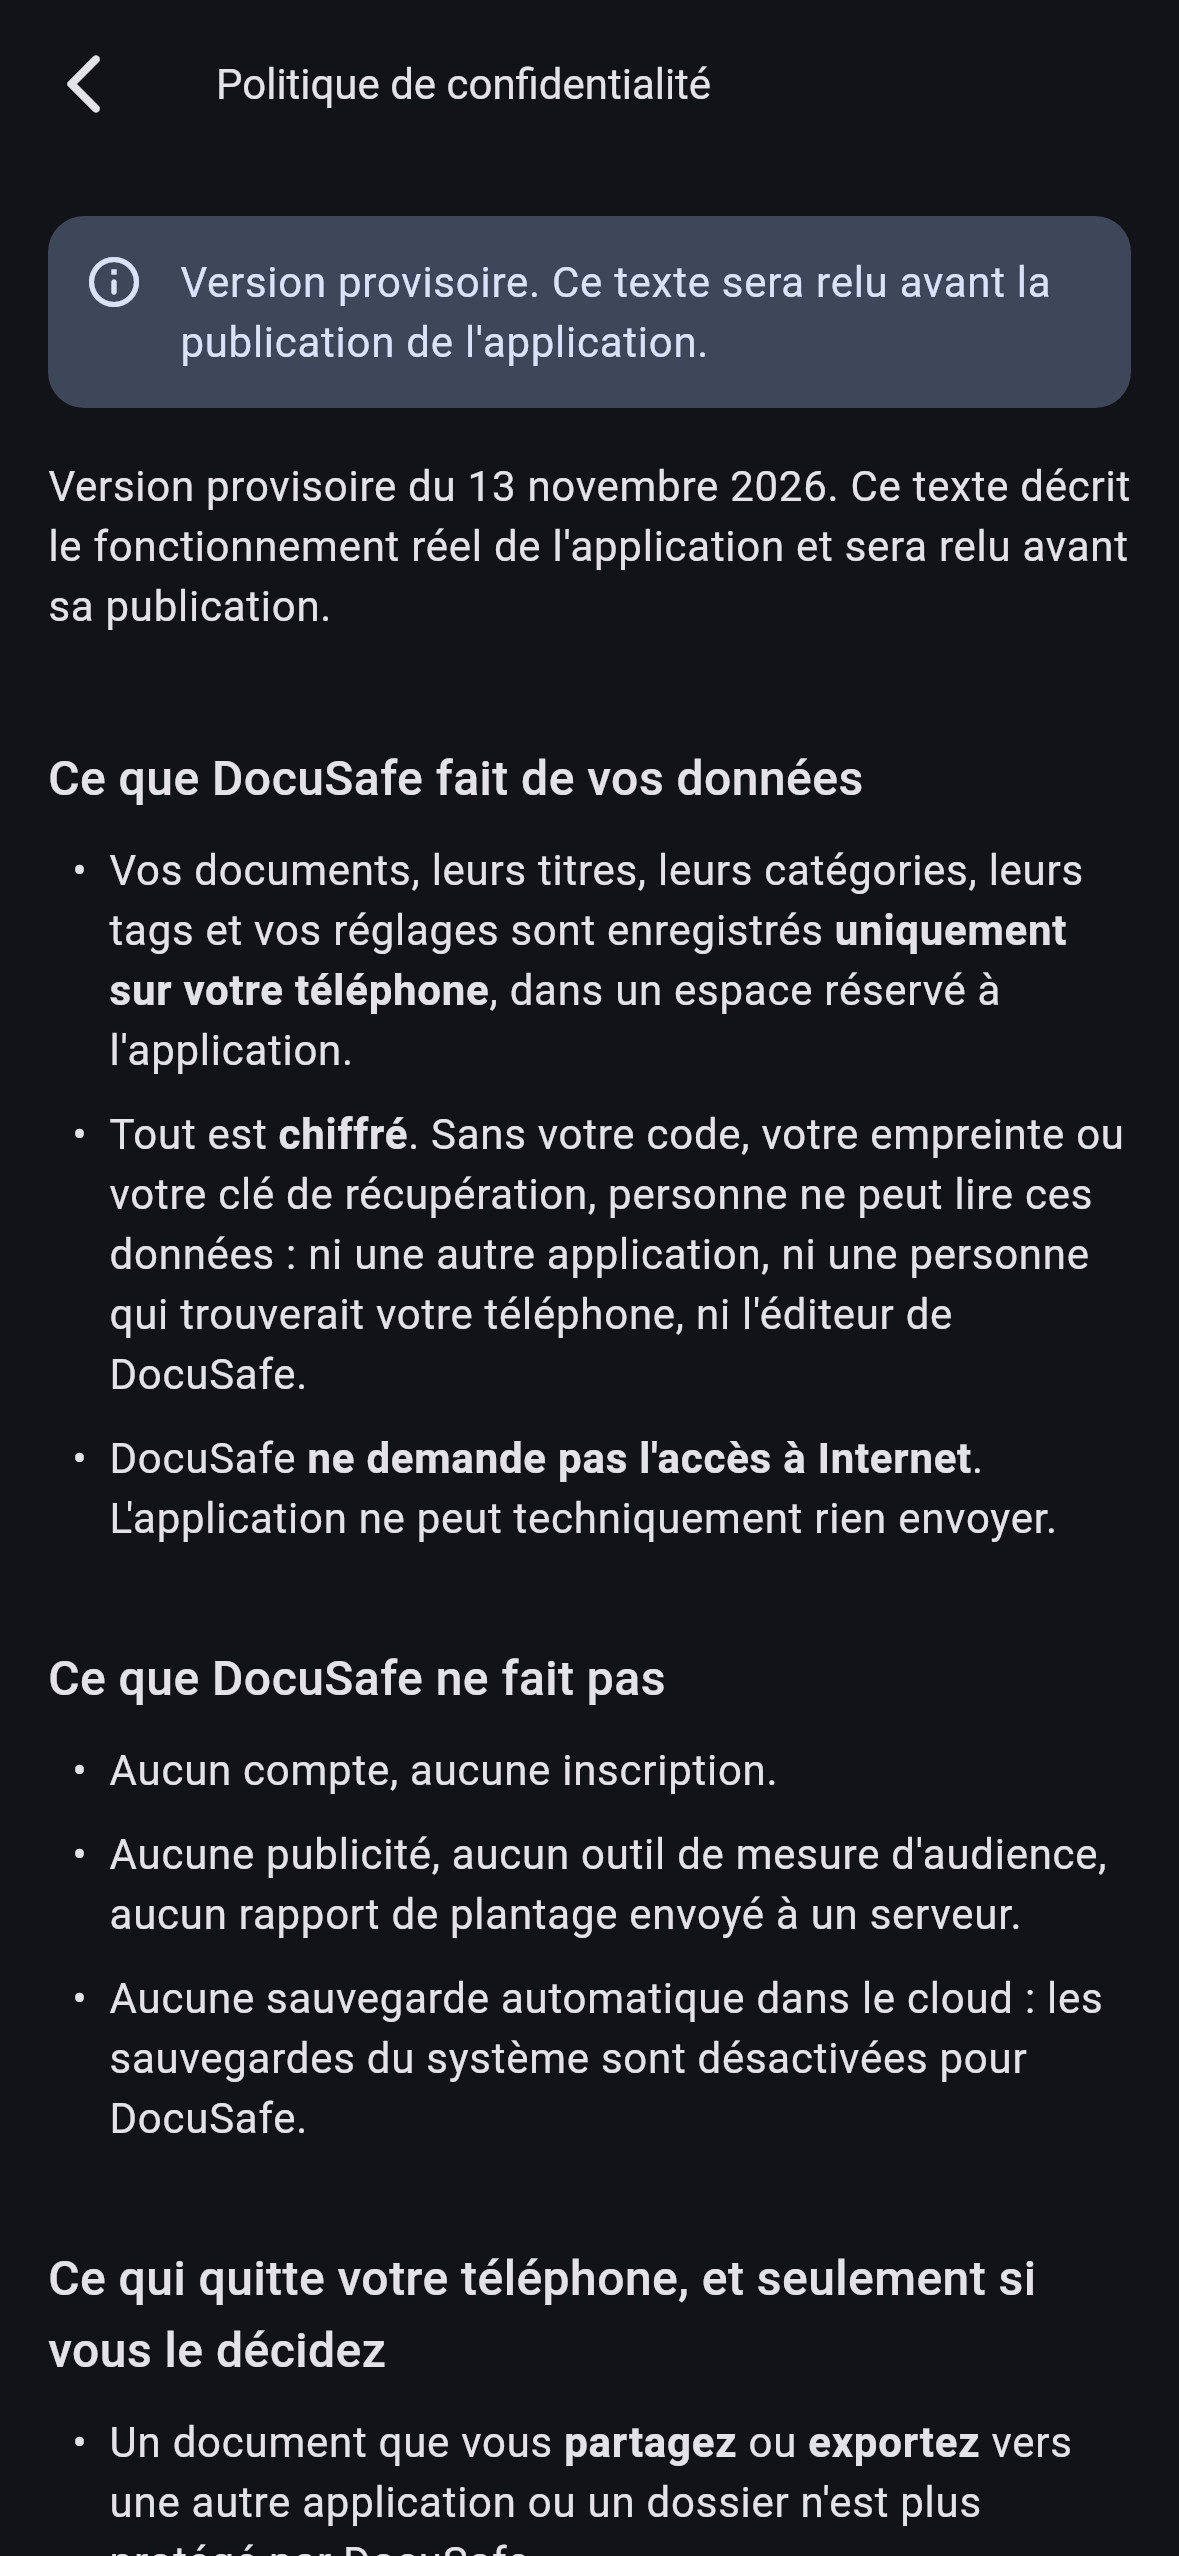 Politique de confidentialité
Version provisoire. Ce texte sera relu avant la
publication de l'application.
Version provisoire du 13 novembre 2026. Ce texte décrit
le fonctionnement réel de l'application et sera relu avant
sa publication.
Ce que DocuSafe fait de vos données
• Vos documents, leurs titres, leurs catégories, leurs
tags et vos réglages sont enregistrés uniquement
sur votre téléphone, dans un espace réservé à
l'application.
• Tout est chiffré. Sans votre code, votre empreinte ou
votre clé de récupération, personne ne peut lire ces
données : ni une autre application, ni une personne
qui trouverait votre téléphone, ni l'éditeur de
DocuSafe.
• DocuSafe ne demande pas l'accès à Internet.
L'application ne peut techniquement rien envoyer.
Ce que DocuSafe ne fait pas
• Aucun compte, aucune inscription.
• Aucune publicité, aucun outil de mesure d'audience,
aucun rapport de plantage envoyé à un serveur.
• Aucune sauvegarde automatique dans le cloud : les
sauvegardes du système sont désactivées pour
DocuSafe.
Ce qui quitte votre téléphone, et seulement si
vous le décidez
• Un document que vous partagez ou exportez vers
une autre application ou un dossier n'est plus
protégé par DocuSafe.